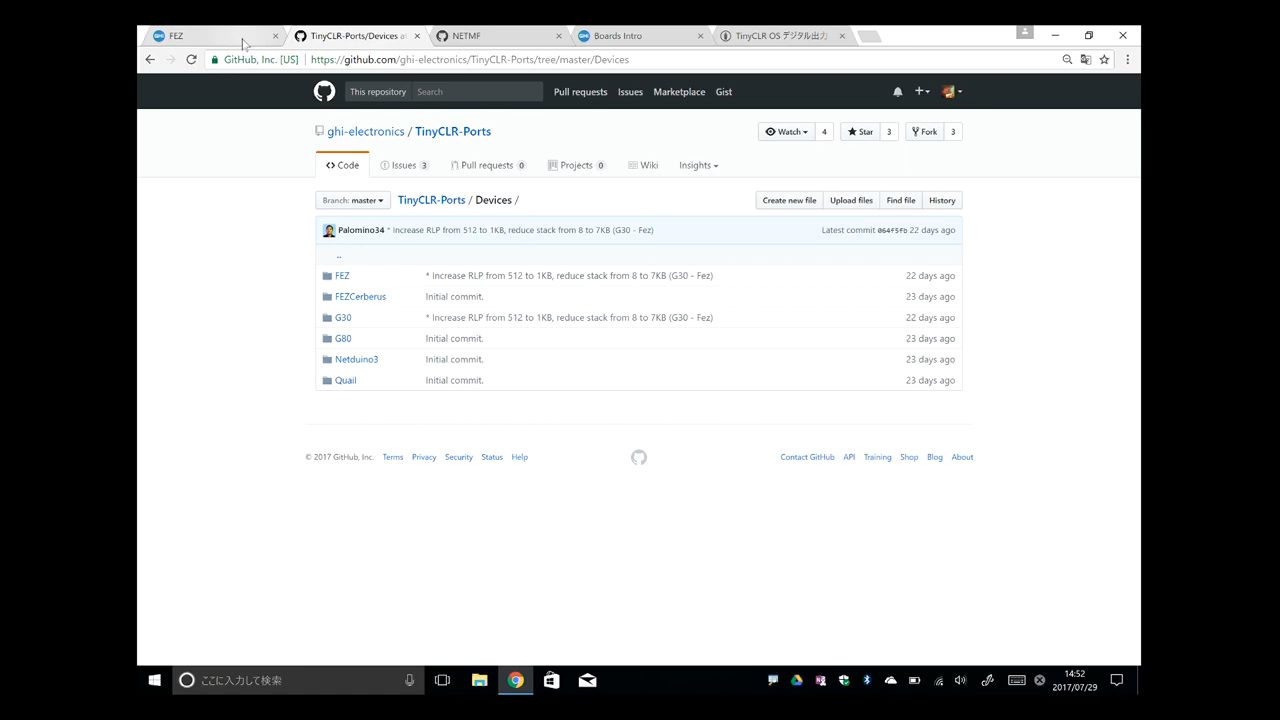 FEZ
TinyCLR-Ports/Devices at
NETMF
Boards Intro
TinyCLR OS デジタル出力
GitHub, Inc. [US]
https://github.com/ghi-electronics/TinyCLR-Ports/tree/master/Devices
This repository
Search
Pull requests
Issues
Marketplace
Gist
ghi-electronics / TinyCLR-Ports
Watch 4
Star 3
Fork 3
Code
Issues 3
Pull requests 0
Projects 0
Wiki
Insights
Branch: master
TinyCLR-Ports / Devices /
Create new file
Upload files
Find file
History
Palomino34 * Increase RLP from 512 to 1KB, reduce stack from 8 to 7KB (G30 - Fez)
Latest commit 064f5fb 22 days ago
..
FEZ * Increase RLP from 512 to 1KB, reduce stack from 8 to 7KB (G30 - Fez) 22 days ago
FEZCerberus Initial commit. 23 days ago
G30 * Increase RLP from 512 to 1KB, reduce stack from 8 to 7KB (G30 - Fez) 22 days ago
G80 Initial commit. 23 days ago
Netduino3 Initial commit. 23 days ago
Quail Initial commit. 23 days ago
© 2017 GitHub, Inc. Terms Privacy Security Status Help
Contact GitHub API Training Shop Blog About
ここに入力して検索
14:52
2017/07/29